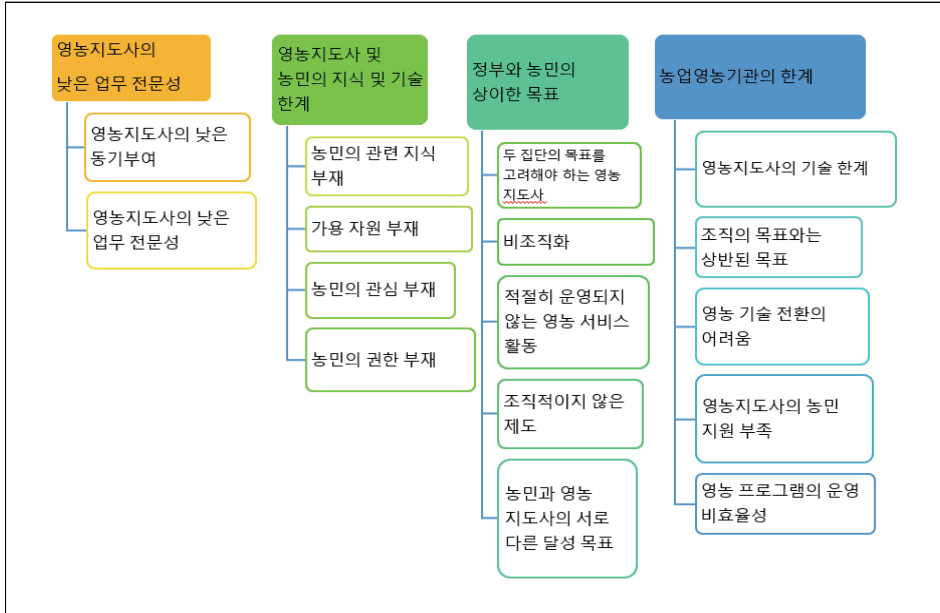 영농지도사의
낮은 업무 전문성
영농지도사의 낮은
동기부여
영농지도사의 낮은
업무 전문성
영농지도사 및
농민의 지식 및 기술
한계
농민의 관련 지식
부재
가용 자원 부재
농민의 관심 부재
농민의 권한 부재
정부와 농민의
상이한 목표
두 집단의 목표를
고려해야 하는 영농
지도사
비조직화
적절히 운영되지
않는 영농 서비스
활동
조직적이지 않은
제도
농민과 영농
지도사의 서로
다른 달성 목표
농업영농기관의 한계
영농지도사의 기술 한계
조직의 목표와는
상반된 목표
영농 기술 전환의
어려움
영농지도사의 농민
지원 부족
영농 프로그램의 운영
비효율성